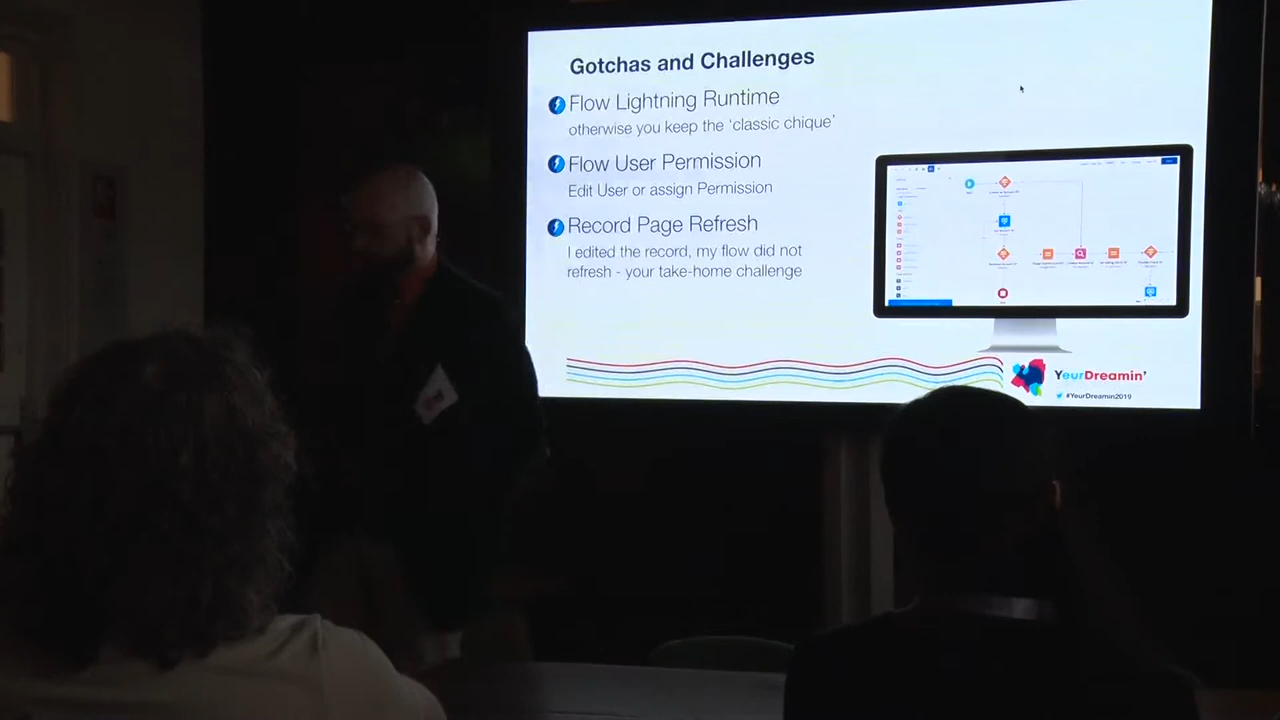 Gotchas and Challenges
Flow Lightning Runtime
otherwise you keep the 'classic chique'
Flow User Permission
Edit User or assign Permission
Record Page Refresh
I edited the record, my flow did not
refresh - your take-home challenge
YeurDreamin'
#YeurDreamin2019